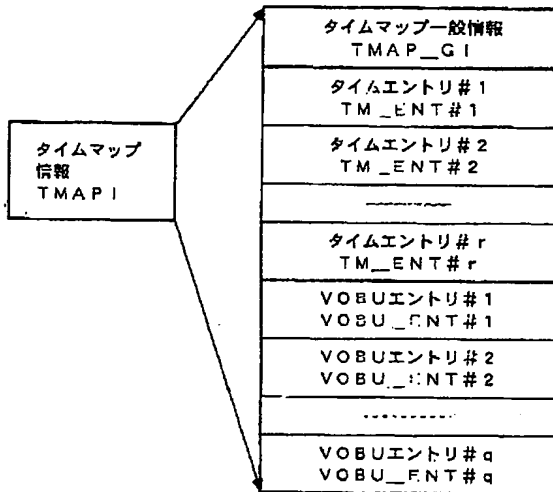 タイムマップ一般情報
TMAP__GI
タイムエントリ#1
TM_ENT#1
タイムエントリ#2
TM_ENT#2
タイムマップ
情報
TMAPI
タイムエントリ#r
TM__ENT#r
VOBUエントリ#1
VOBU_ENT#1
VOBUエントリ#2
VOBU_ENT#2
VOBUエントリ#q
VOBU__ENT#q